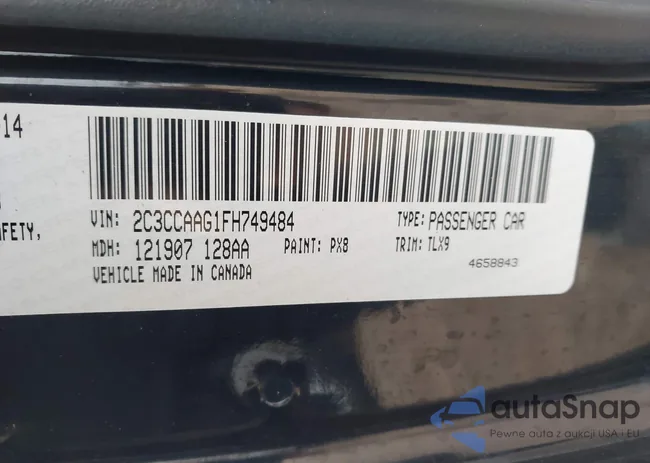 14
VIN: 2C3CCAAG1FH749484
TYPE: PASSENGER CAR
AFETY,
MDH: 121907 128AA
PAINT: PX8
TRIM: TLX9
VEHICLE MADE IN CANADA
4658843
autaSnap
Pewne auta z aukcji USA i EU